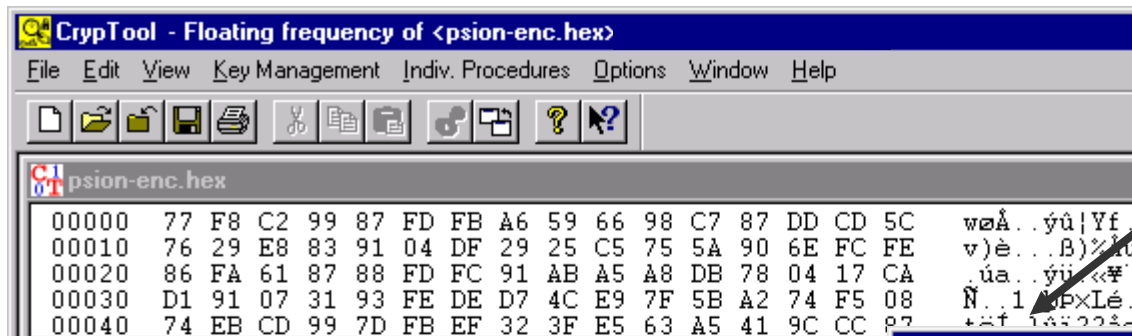 CrypTool - Floating frequency of <psion-enc.hex>
File Edit View Key Management Indiv. Procedures Options Window Help
psion-enc.hex
00000 77 F8 C2 99 87 FD FB A6 59 66 98 C7 87 DD CD 5C wøÂ..ýû¦Yf
00010 76 29 E8 83 91 04 DF 29 25 C5 75 5A 90 6E FC FE v)è...ß)%Å
00020 86 FA 61 87 88 FD FC 91 AB A5 A8 DB 78 04 17 CA .úa..ýü.«¥
00030 D1 91 07 31 93 FE DE D7 4C E9 7F 5B A2 74 F5 08 Ñ..1.þÞ×Lé.
00040 74 EB CD 99 7D FB EF 32 3F E5 63 A5 41 9C CC